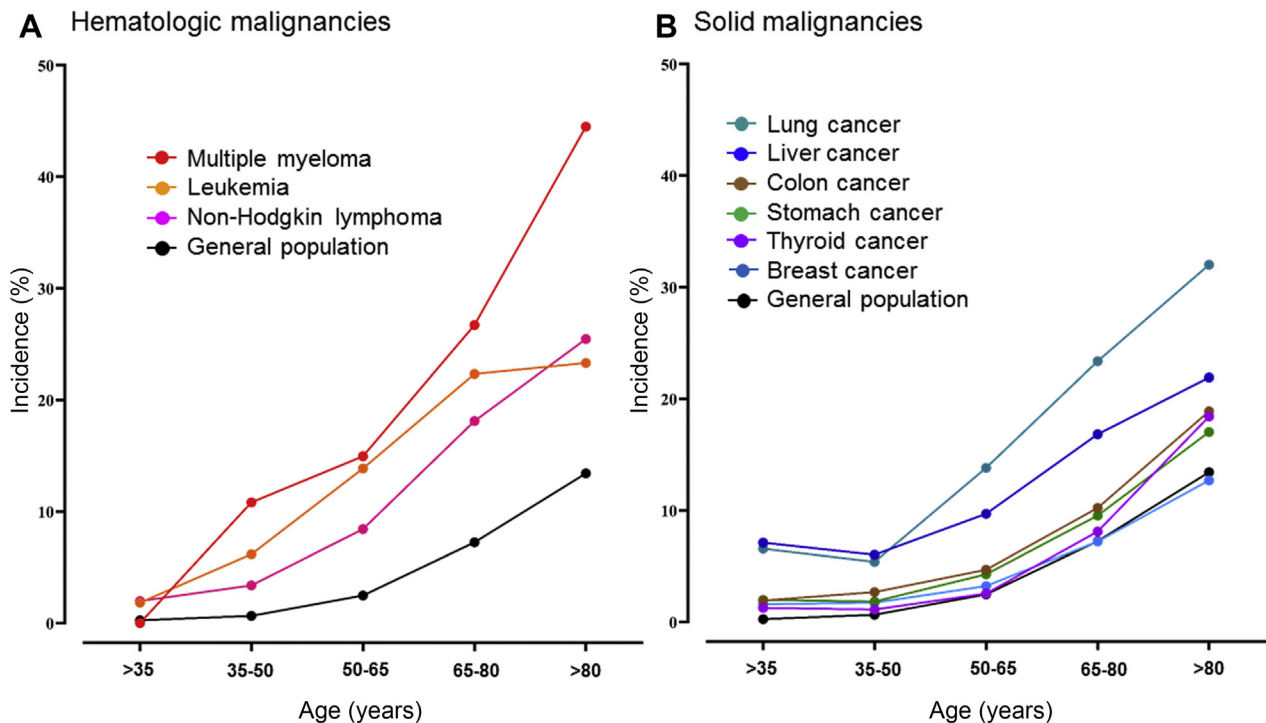 A Hematologic malignancies
50
40
30
20
10
0
Incidence (%)
Multiple myeloma
Leukemia
Non-Hodgkin lymphoma
General population
>35 35-50 50-65 65-80 >80
Age (years)
B Solid malignancies
50
40
30
20
10
0
Incidence (%)
Lung cancer
Liver cancer
Colon cancer
Stomach cancer
Thyroid cancer
Breast cancer
General population
>35 35-50 50-65 65-80 >80
Age (years)